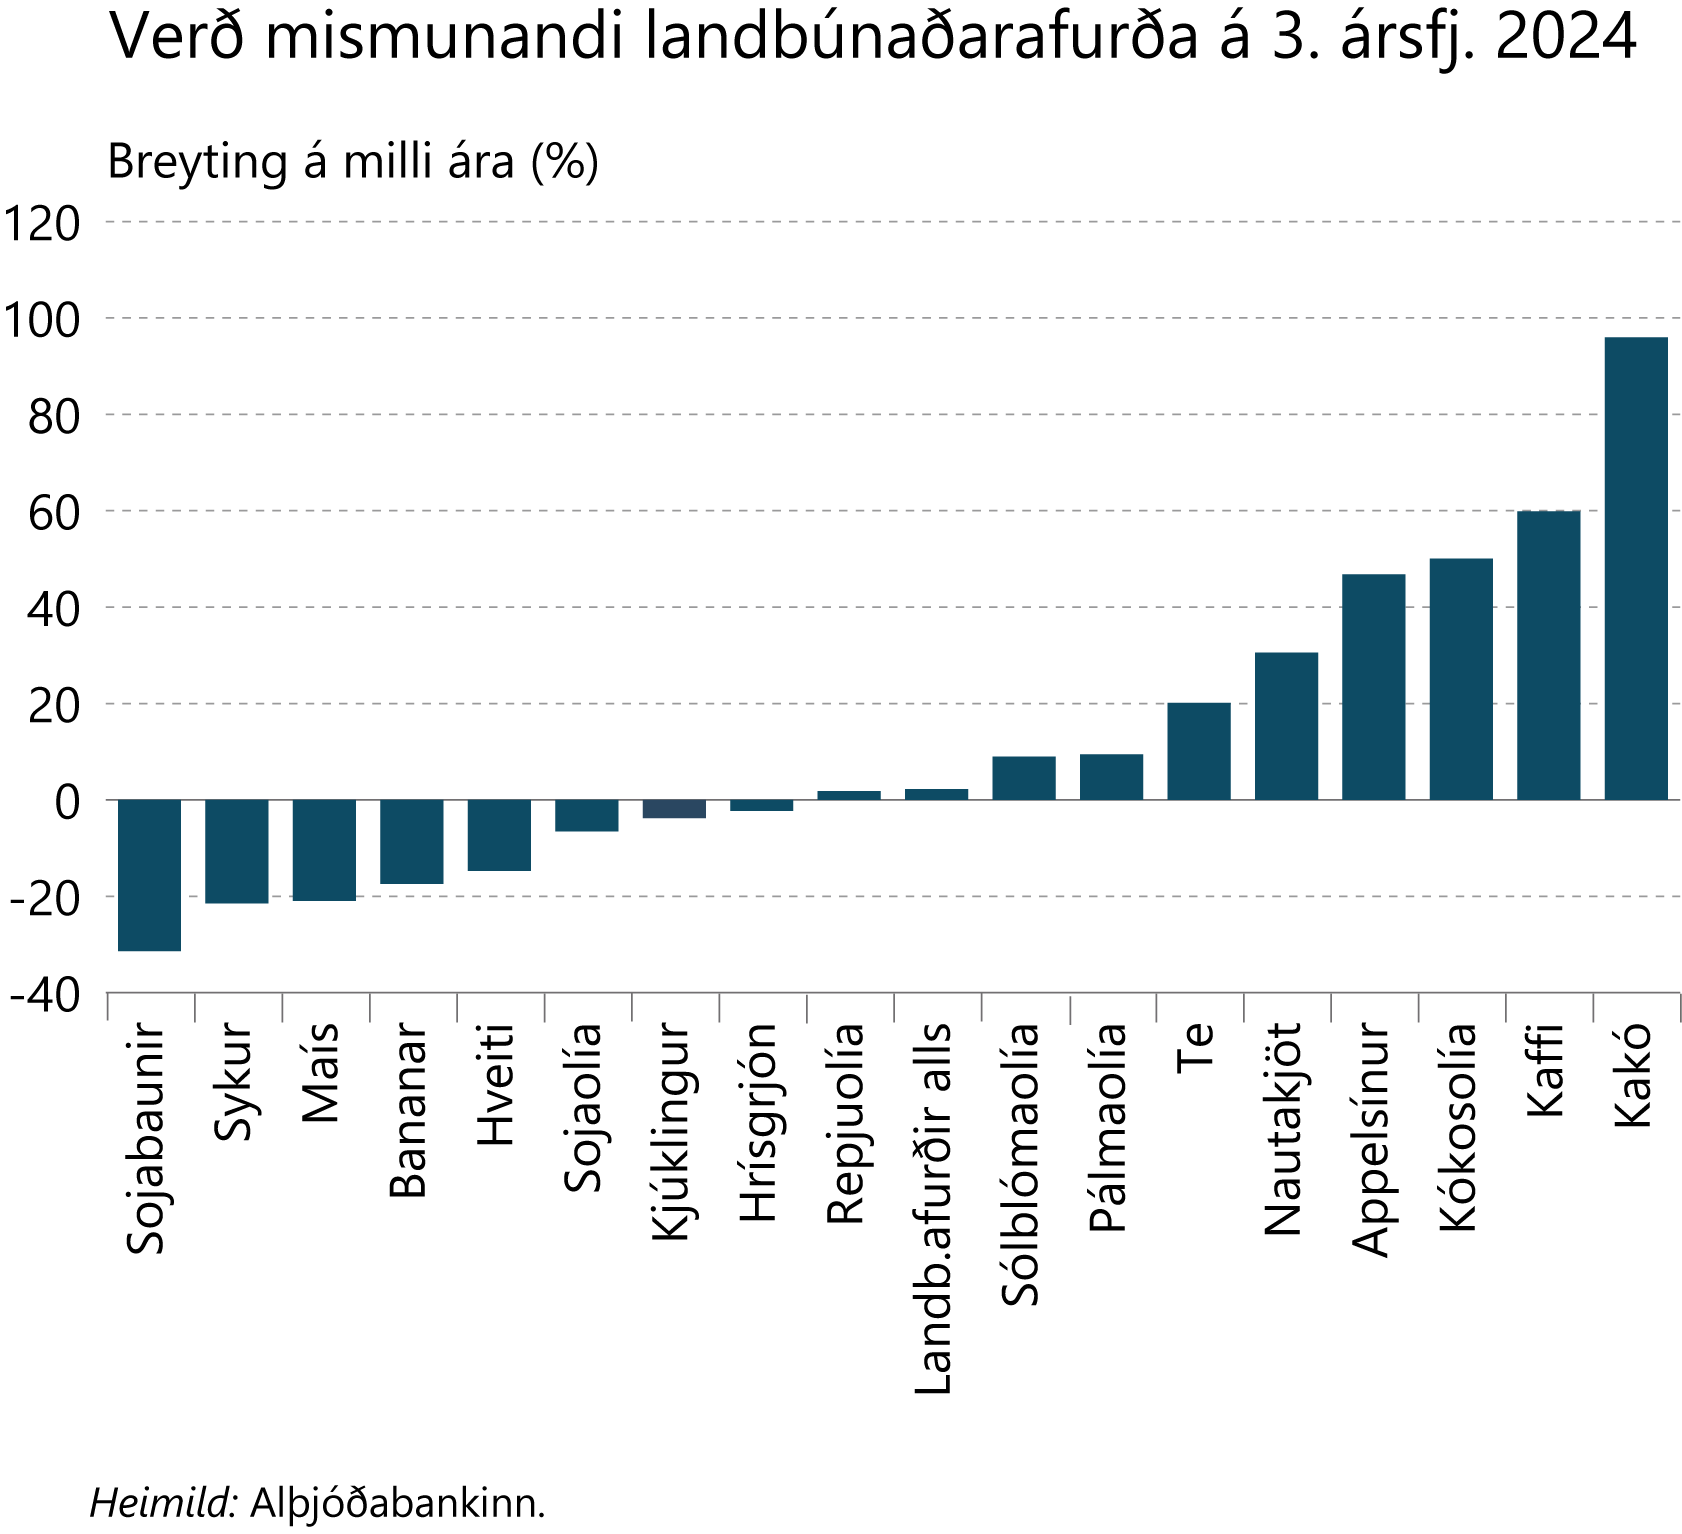 Verð mismunandi landbúnaðarafurða á 3. ársfj. 2024
Breyting á milli ára (%)
120
100
80
60
40
20
0
-20
-40
Sojabaunir
Sykur
Maís
Bananar
Hveiti
Sojaolía
Kjúklingur
Hrísgrjón
Repjuolía
Landb.afurðir alls
Sólblómaolía
Pálmaolía
Te
Nautakjöt
Appelsínur
Kókosolía
Kaffi
Kakó
Heimild: Alþjóðabankinn.